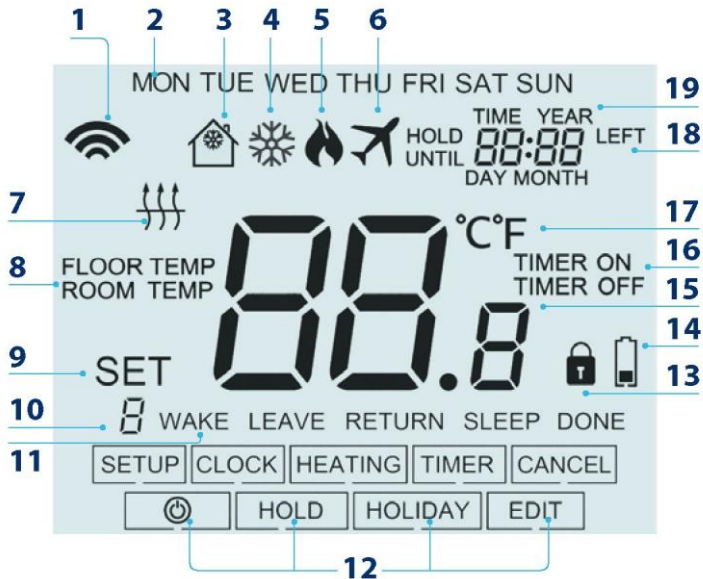 1 2 3 4 5 6
MON TUE WED THU FRI SAT SUN
19
TIME YEAR
HOLD UNTIL 88:88 LEFT
18
DAY MONTH
7
°C°F
17
88.8
8
FLOOR TEMP
ROOM TEMP
16
TIMER ON
TIMER OFF
15
14
9
SET
13
10
8 WAKE LEAVE RETURN SLEEP DONE
11
SETUP CLOCK HEATING TIMER CANCEL
HOLD HOLIDAY EDIT
12